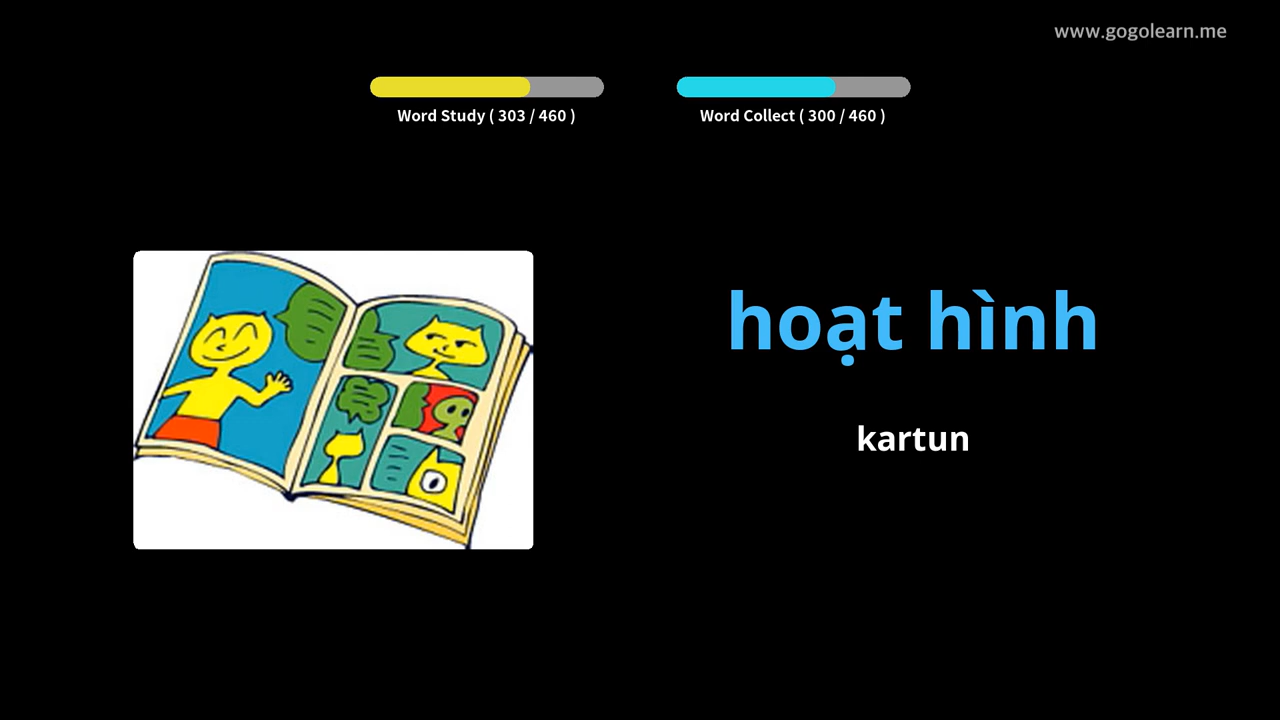 www.gogolearn.me
Word Study ( 303 / 460 )
Word Collect ( 300 / 460 )
hoạt hình
kartun